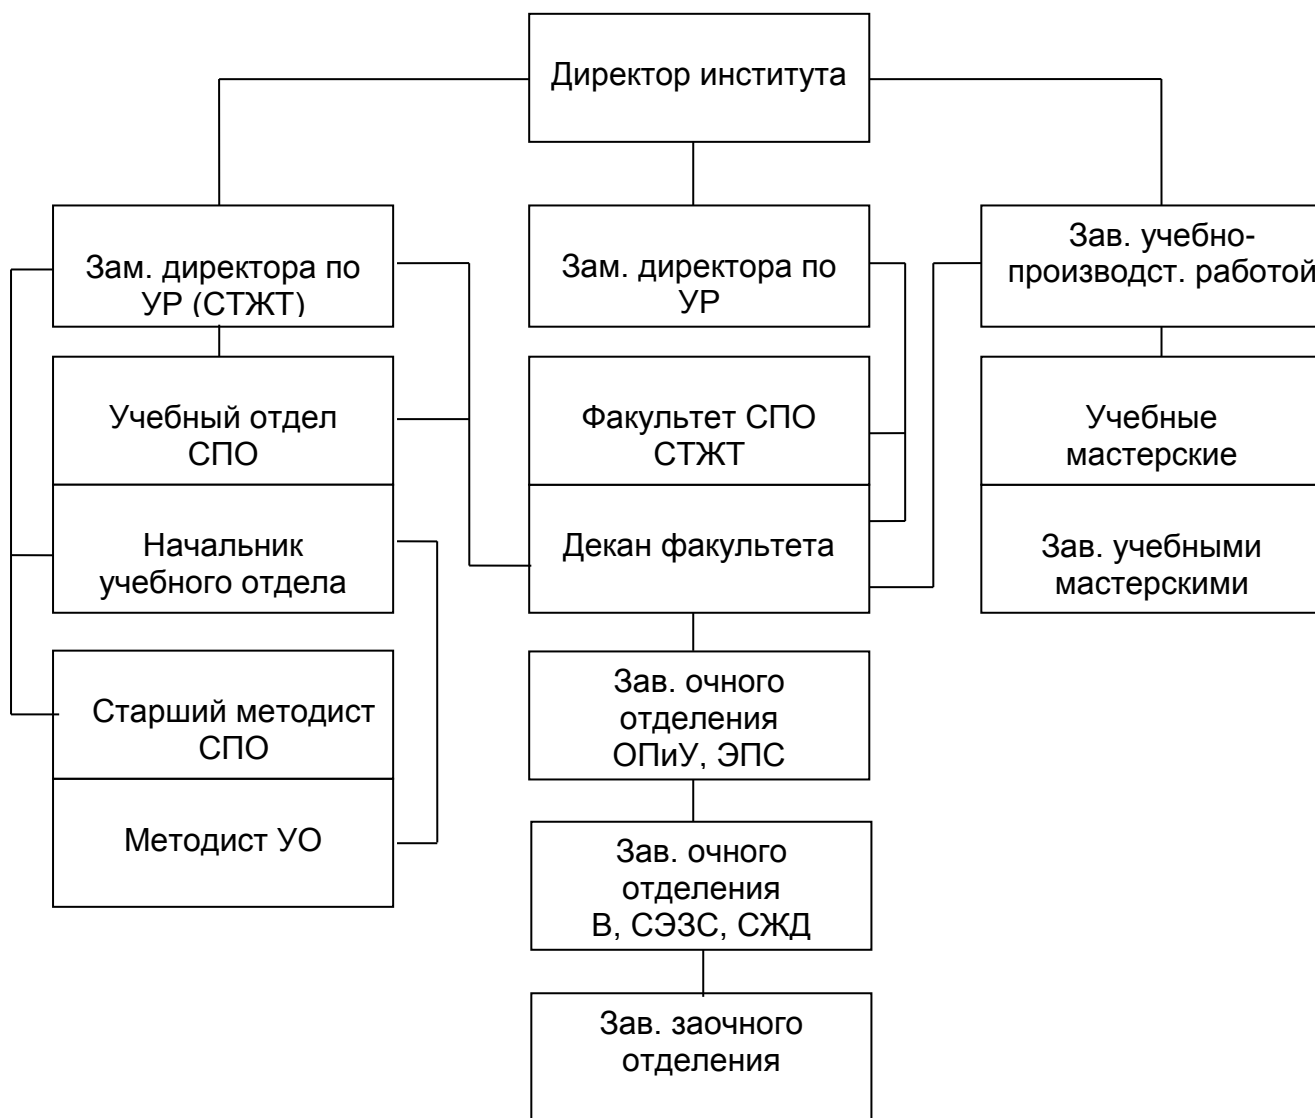 Директор института
Зам. директора по
УР (СТЖТ)
Зам. директора по
УР
Зав. учебно-
производст. работой
Учебный отдел
СПО
Факультет СПО
СТЖТ
Учебные
мастерские
Начальник
учебного отдела
Декан факультета
Зав. учебными
мастерскими
Старший методист
СПО
Зав. очного
отделения
ОПиУ, ЭПС
Методист УО
Зав. очного
отделения
В, СЭЗС, СЖД
Зав. заочного
отделения